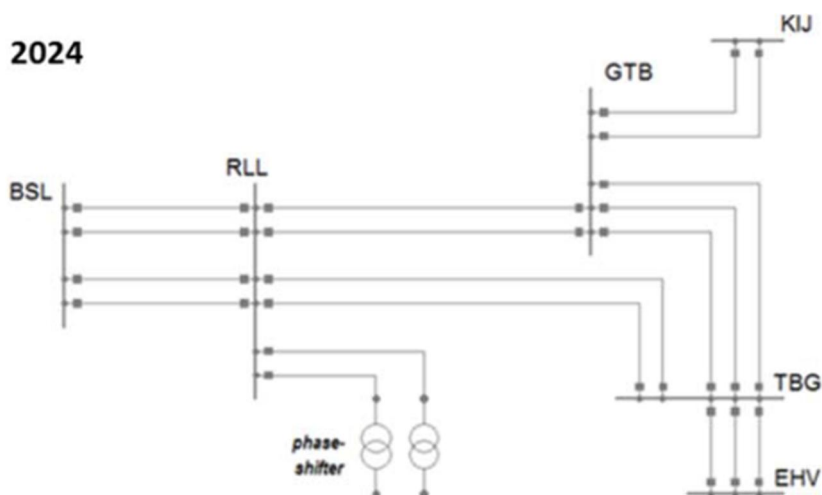 2024
KIJ
GTB
RLL
BSL
TBG
phase-
shifter
EHV